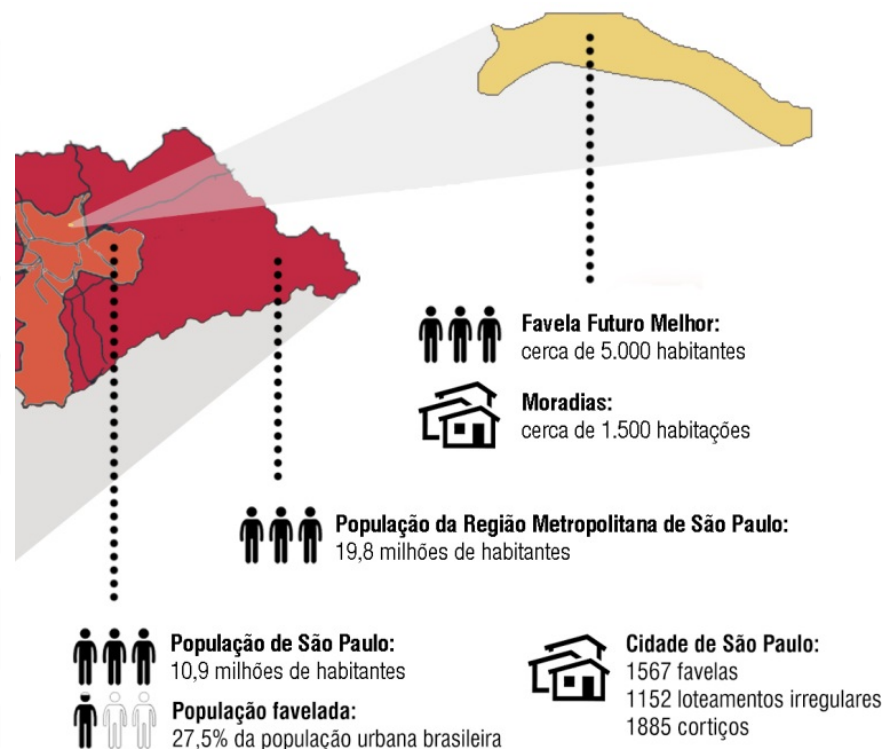 Favela Futuro Melhor:
cerca de 5.000 habitantes
Moradias:
cerca de 1.500 habitações
População da Região Metropolitana de São Paulo:
19,8 milhões de habitantes
População de São Paulo:
10,9 milhões de habitantes
População favelada:
27,5% da população urbana brasileira
Cidade de São Paulo:
1567 favelas
1152 loteamentos irregulares
1885 cortiços